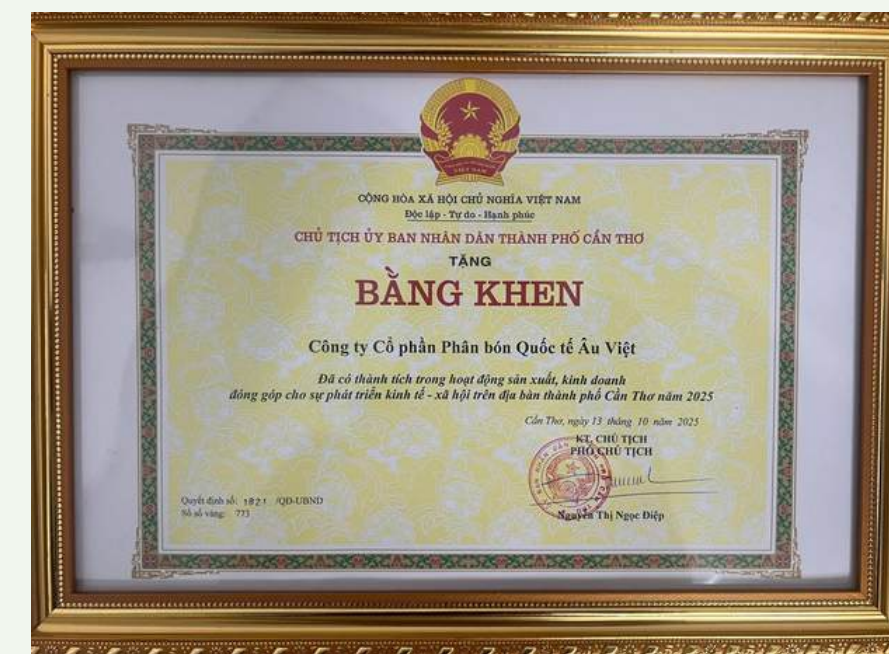 CỘNG HÒA XÃ HỘI CHỦ NGHĨA VIỆT NAM
Độc lập - Tự do - Hạnh phúc
CHỦ TỊCH ỦY BAN NHÂN DÂN THÀNH PHỐ CẦN THƠ
TẶNG
BẰNG KHEN
Công ty Cổ phần Phân bón Quốc tế Âu Việt
Đã có thành tích trong hoạt động sản xuất, kinh doanh
đóng góp cho sự phát triển kinh tế - xã hội trên địa bàn thành phố Cần Thơ năm 2025
Cần Thơ, ngày 13 tháng 10 năm 2025
KT. CHỦ TỊCH
PHÓ CHỦ TỊCH
Quyết định số: 1821 /QĐ-UBND
Số sổ vàng: 773
Nguyễn Thị Ngọc Điệp